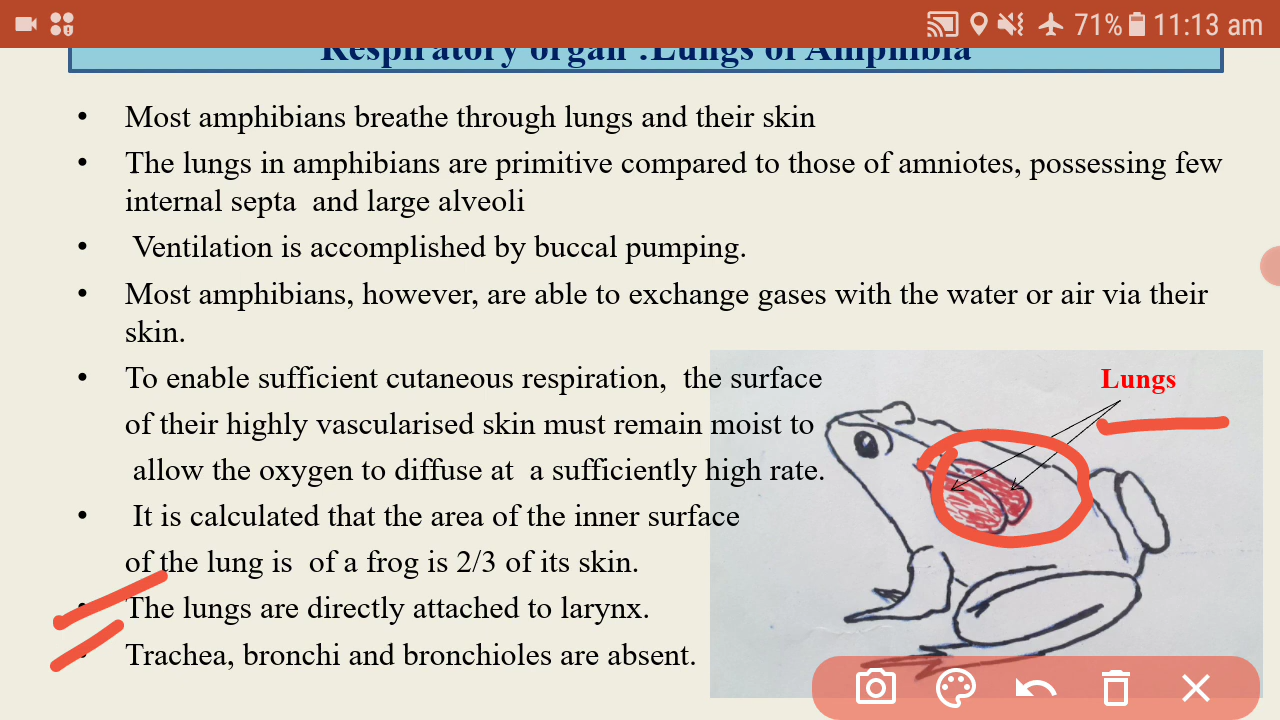 71% 11:13 am
Respiratory organ :Lungs of Amphibia
• Most amphibians breathe through lungs and their skin
• The lungs in amphibians are primitive compared to those of amniotes, possessing few
internal septa and large alveoli
• Ventilation is accomplished by buccal pumping.
• Most amphibians, however, are able to exchange gases with the water or air via their
skin.
• To enable sufficient cutaneous respiration, the surface
of their highly vascularised skin must remain moist to
allow the oxygen to diffuse at a sufficiently high rate.
• It is calculated that the area of the inner surface
of the lung is of a frog is 2/3 of its skin.
• The lungs are directly attached to larynx.
• Trachea, bronchi and bronchioles are absent.
Lungs